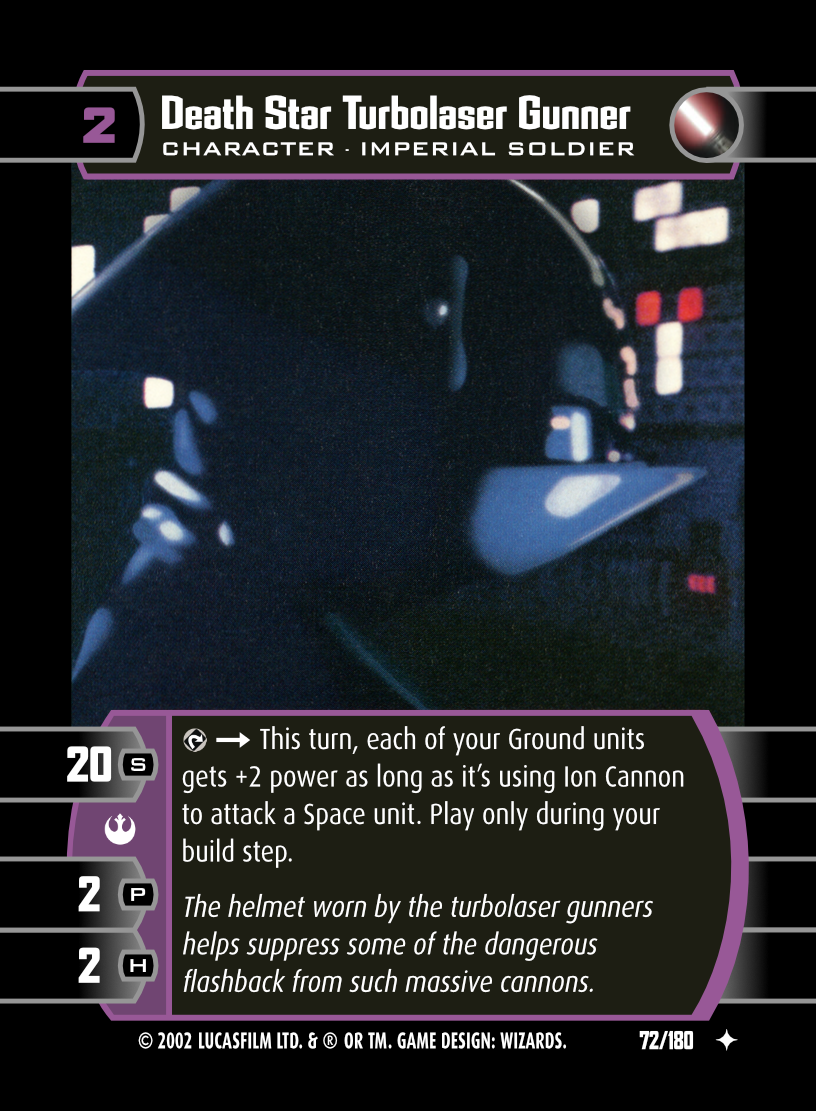 2
Death Star Turbolaser Gunner
CHARACTER · IMPERIAL SOLDIER
20 S
2 P
2 H
This turn, each of your Ground units
gets +2 power as long as it's using Ion Cannon
to attack a Space unit. Play only during your
build step.
The helmet worn by the turbolaser gunners
helps suppress some of the dangerous
flashback from such massive cannons.
© 2002 LUCASFILM LTD. & ® OR TM. GAME DESIGN: WIZARDS.
72/180